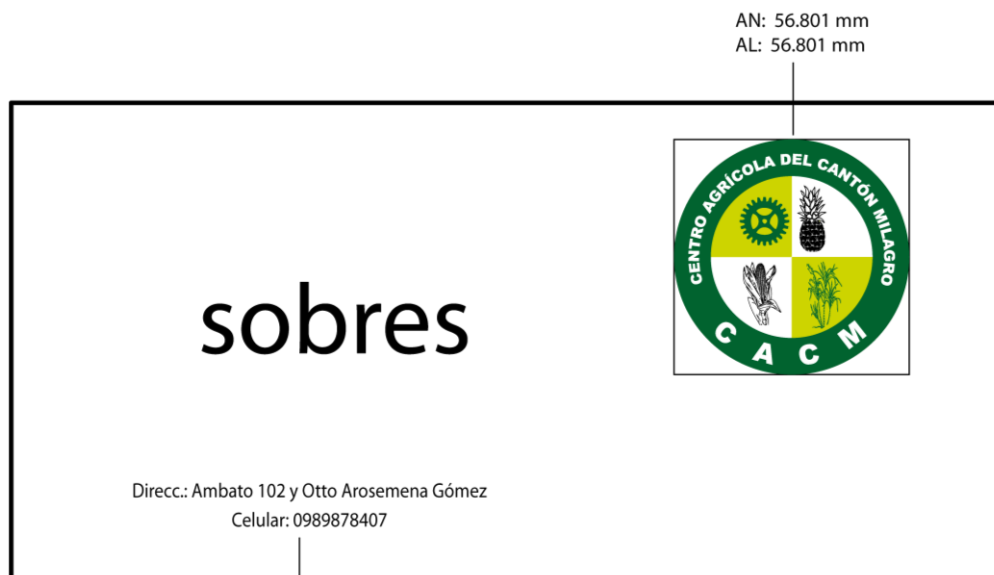 AN: 56.801 mm
AL: 56.801 mm
CENTRO AGRÍCOLA DEL CANTÓN MILAGRO
CACM
sobres
Direcc.: Ambato 102 y Otto Arosemena Gómez
Celular: 0989878407